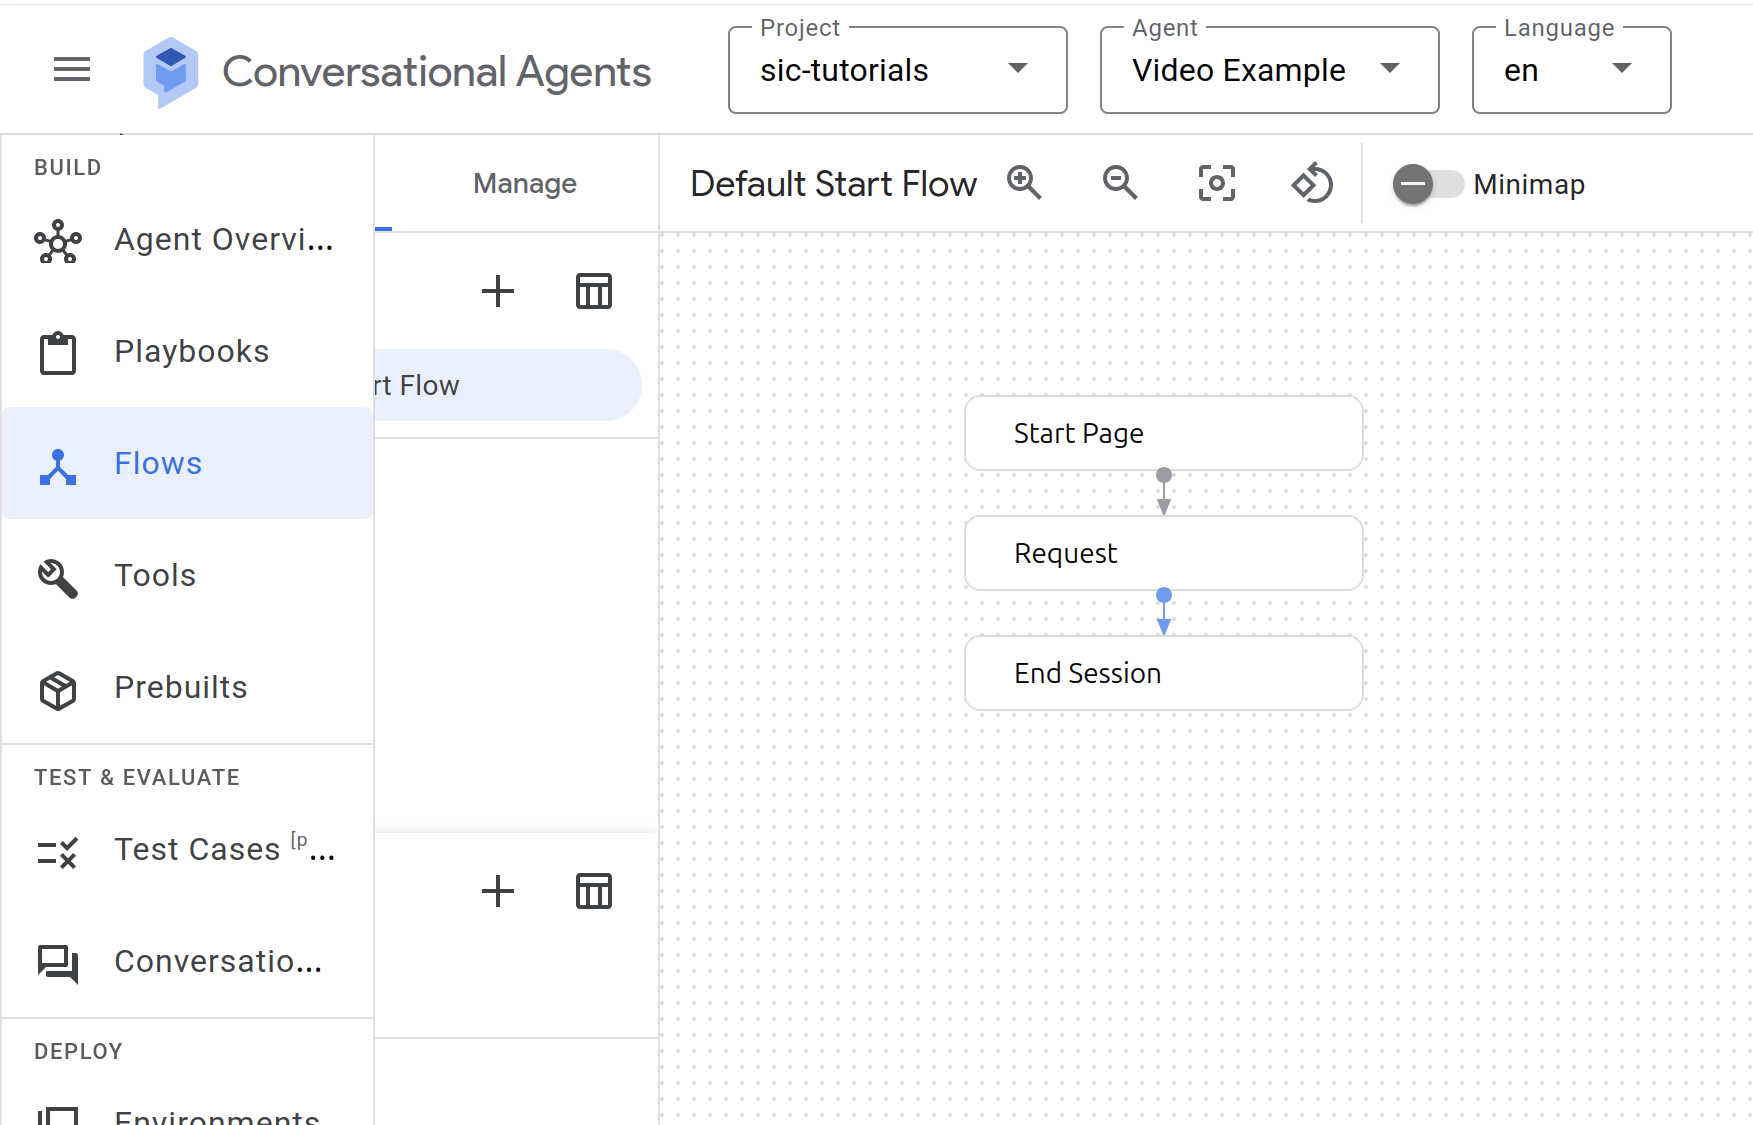 Conversational Agents
Project
sic-tutorials
Agent
Video Example
Language
en
BUILD
Agent Overvi...
Playbooks
Flows
Tools
Prebuilts
TEST & EVALUATE
Test Cases [p...
Conversatio...
DEPLOY
Environments
Manage
rt Flow
Default Start Flow
Minimap
Start Page
Request
End Session